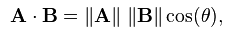 A · B = ‖A‖ ‖B‖ cos(θ),